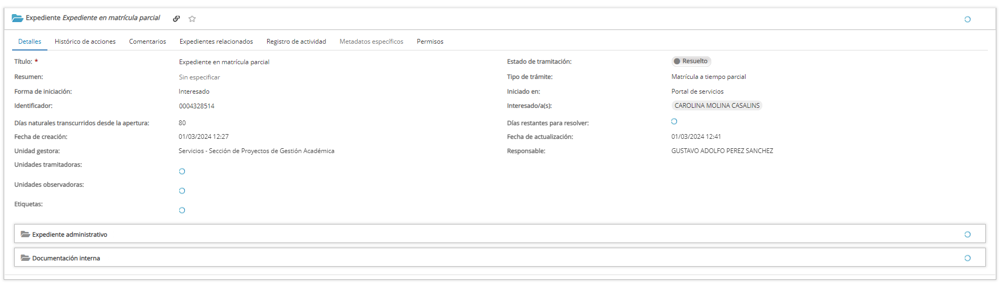 Expediente Expediente en matrícula parcial
Detalles Histórico de acciones Comentarios Expedientes relacionados Registro de actividad Metadatos específicos Permisos
Título: * Expediente en matrícula parcial Estado de tramitación: Resuelto
Resumen: Sin especificar Tipo de trámite: Matrícula a tiempo parcial
Forma de iniciación: Interesado Iniciado en: Portal de servicios
Identificador: 0004328514 Interesado/a(s): CAROLINA MOLINA CASALINS
Días naturales transcurridos desde la apertura: 80 Días restantes para resolver:
Fecha de creación: 01/03/2024 12:27 Fecha de actualización: 01/03/2024 12:41
Unidad gestora: Servicios - Sección de Proyectos de Gestión Académica Responsable: GUSTAVO ADOLFO PEREZ SANCHEZ
Unidades tramitadoras:
Unidades observadoras:
Etiquetas:
Expediente administrativo
Documentación interna